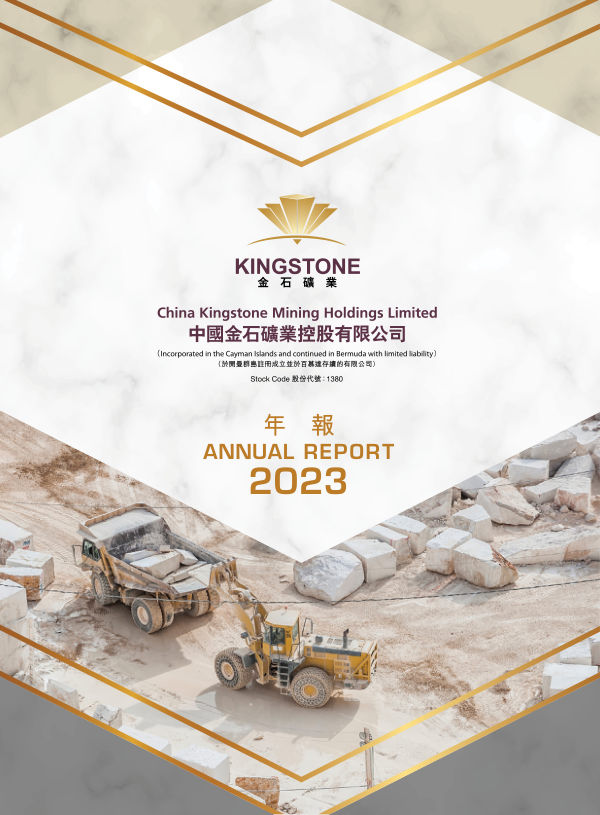 KINGSTONE
金石礦業
China Kingstone Mining Holdings Limited
中國金石礦業控股有限公司
(Incorporated in the Cayman Islands and continued in Bermuda with limited liability)
(於開曼群島註冊成立並於百慕達存續的有限公司)
Stock Code 股份代號:1380
年 報
ANNUAL REPORT
2023